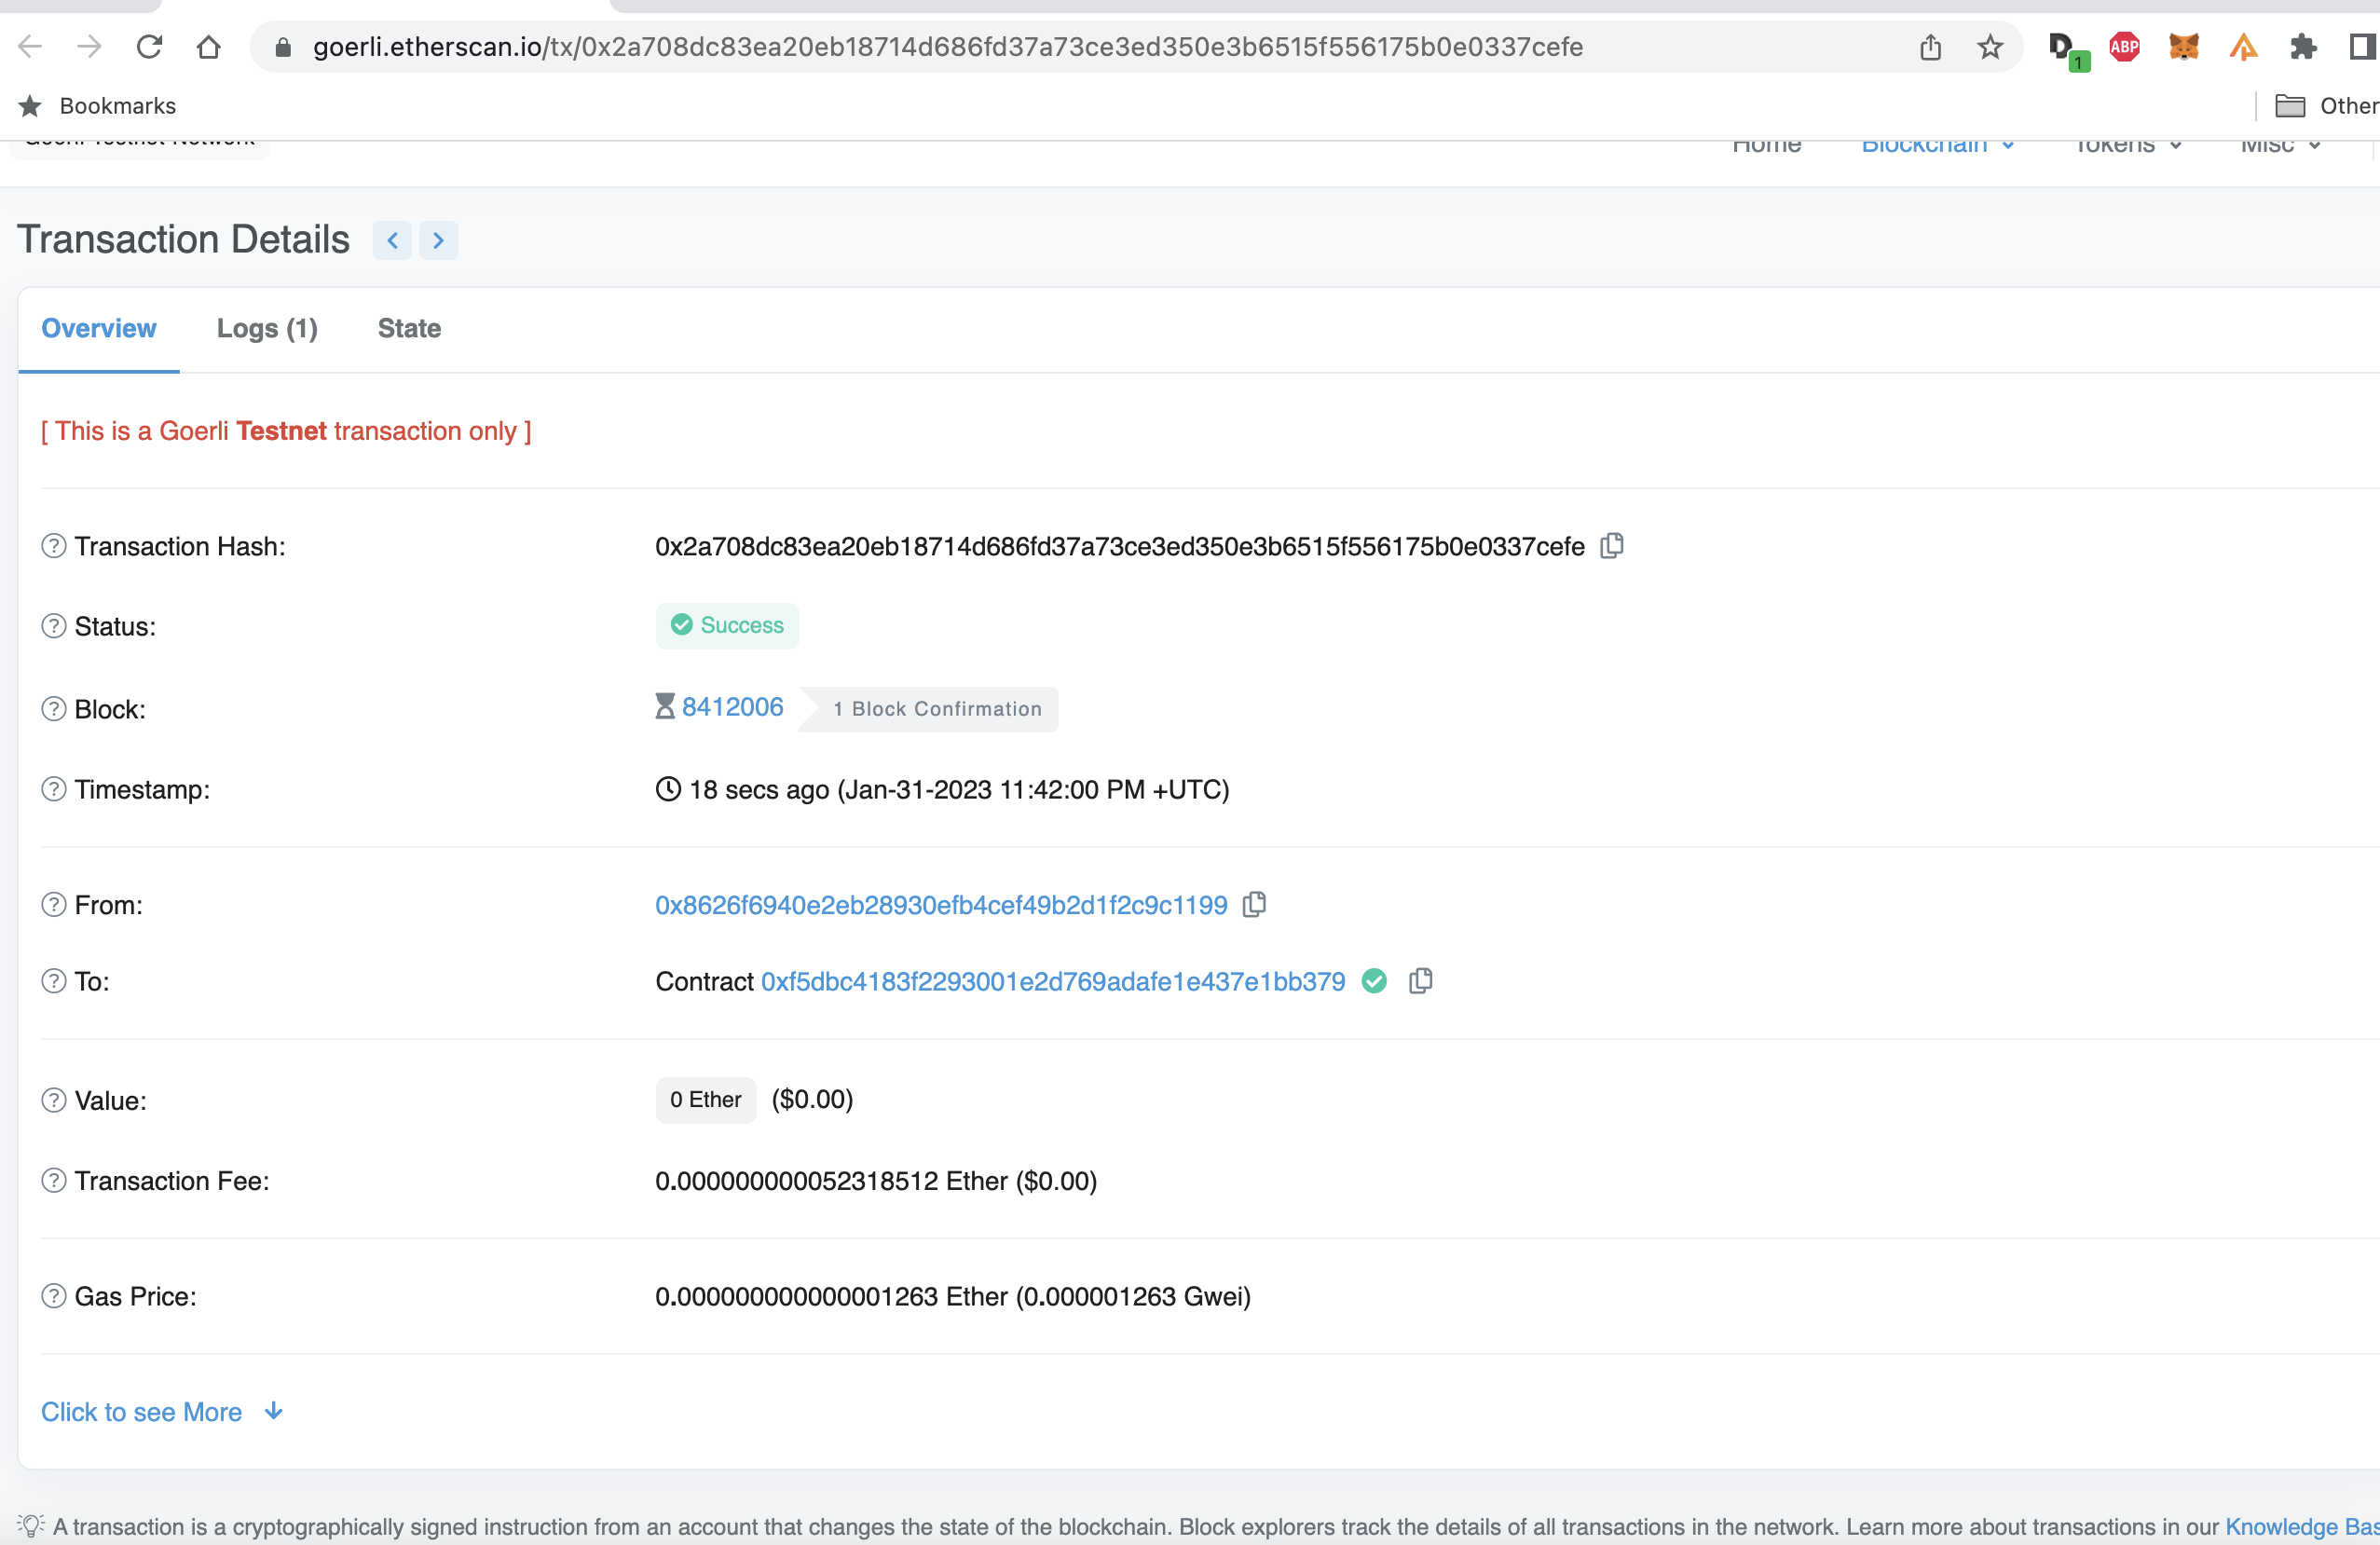 goerli.etherscan.io/tx/0x2a708dc83ea20eb18714d686fd37a73ce3ed350e3b6515f556175b0e0337cefe
D 1 ABP
Bookmarks Other
Goerli Testnet Network Home Blockchain Tokens Misc
Transaction Details
Overview Logs (1) State
[ This is a Goerli Testnet transaction only ]
Transaction Hash: 0x2a708dc83ea20eb18714d686fd37a73ce3ed350e3b6515f556175b0e0337cefe
Status: Success
Block: 8412006 1 Block Confirmation
Timestamp: 18 secs ago (Jan-31-2023 11:42:00 PM +UTC)
From: 0x8626f6940e2eb28930efb4cef49b2d1f2c9c1199
To: Contract 0xf5dbc4183f2293001e2d769adafe1e437e1bb379
Value: 0 Ether ($0.00)
Transaction Fee: 0.000000000052318512 Ether ($0.00)
Gas Price: 0.000000000000001263 Ether (0.000001263 Gwei)
Click to see More
A transaction is a cryptographically signed instruction from an account that changes the state of the blockchain. Block explorers track the details of all transactions in the network. Learn more about transactions in our Knowledge Bas